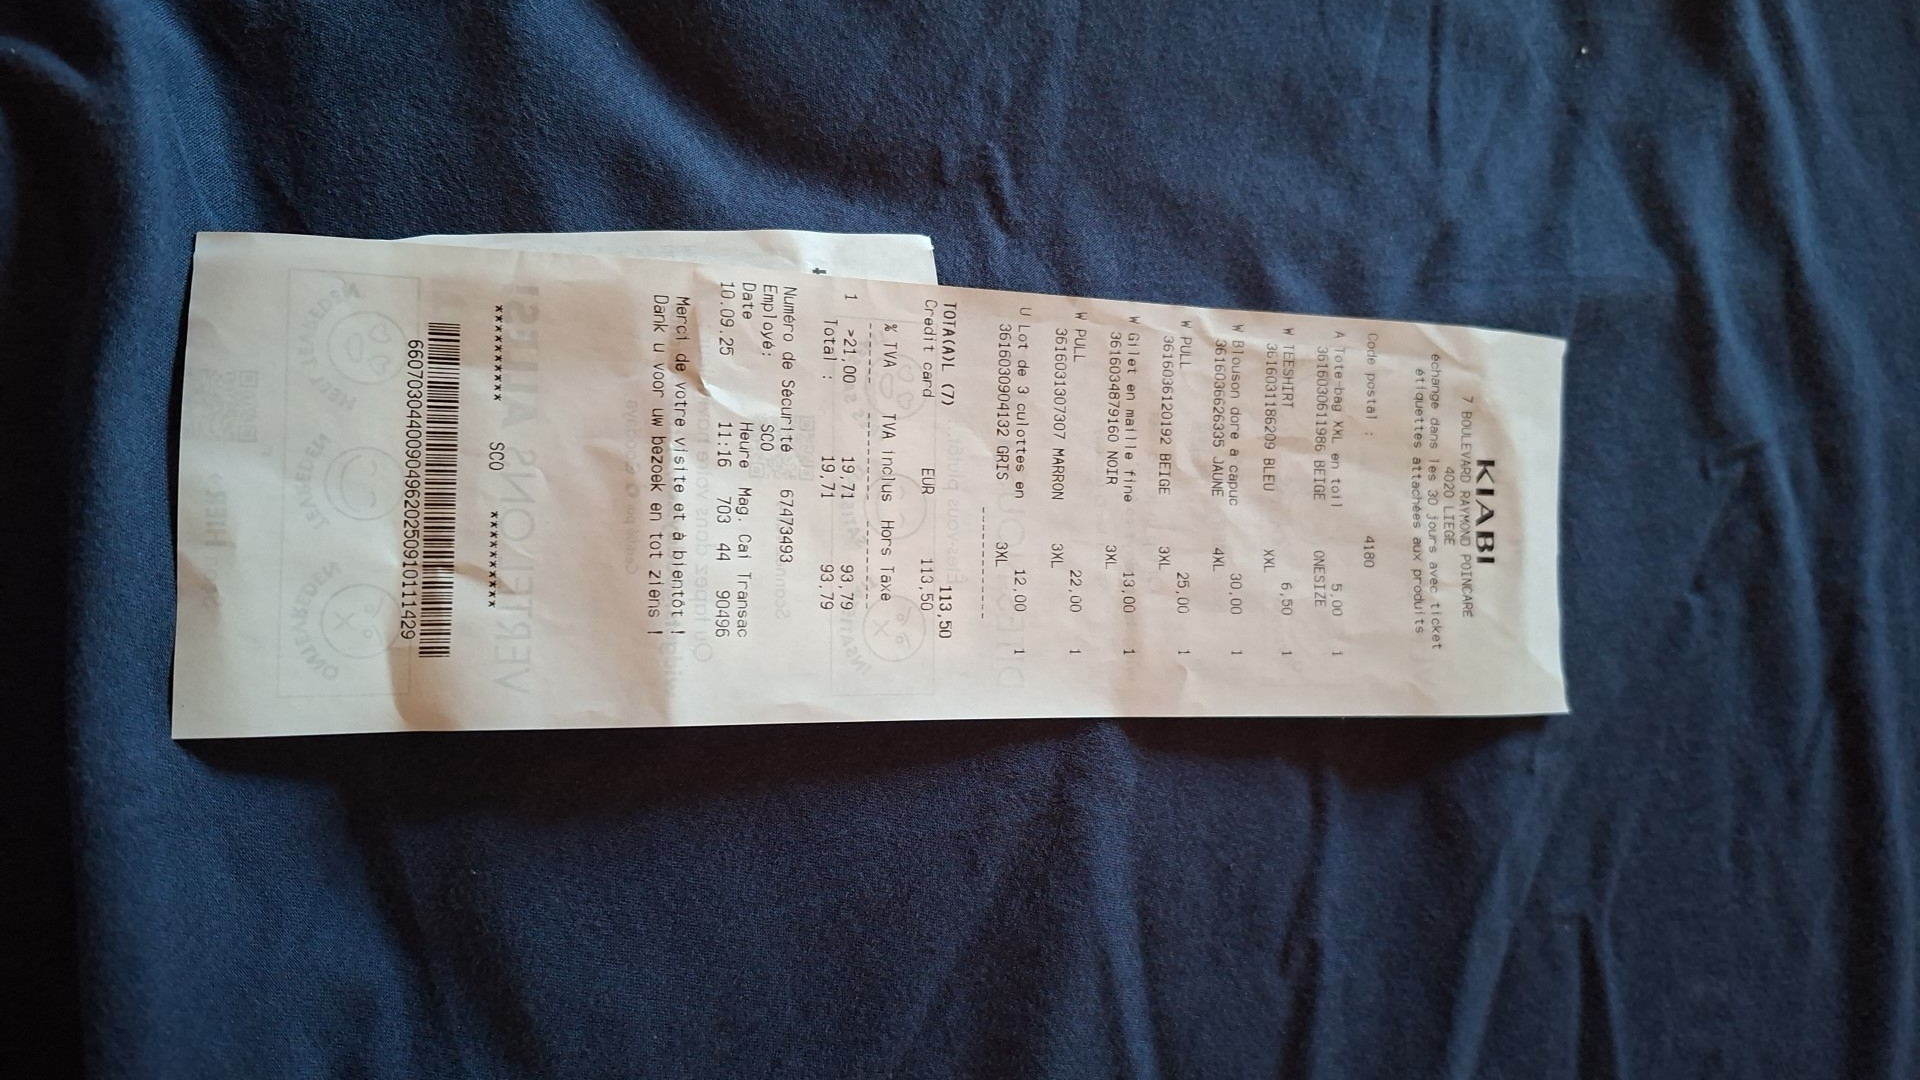 KIABI
7 BOULEVARD RAYMOND POINCARE
4020 LIEGE
échange dans les 30 jours avec ticket
étiquettes attachées aux produits
Code postal : 4180
A Tote-bag XXL en toil 5,00 1
3616030611986 BEIGE ONESIZE
W TEESHIRT 6,50 1
3616031186209 BLEU XXL
W Blouson doré à capuc 30,00 1
3616036626335 JAUNE 4XL
W PULL 25,00 1
3616036120192 BEIGE 3XL
W Gilet en maille fine 13,00 1
3616034879160 NOIR 3XL
W PULL 22,00 1
3616031307307 MARRON 3XL
U Lot de 3 culottes en 12,00 1
3616030904132 GRIS 3XL
--------------
TOTA(A)L (7) 113,50
Credit card EUR 113,50
% TVA TVA inclus Hors Taxe
1 >21,00 19,71 93,79
Total : 19,71 93,79
Numéro de Sécurité 67473493
Employé: SCO
Date Heure Mag. Cai Transac
10.09.25 11:16 703 44 90496
Merci de votre visite et à bientôt !
Dank u voor uw bezoek en tot ziens !
*********** SCO ***********
660703044009049620250910111429